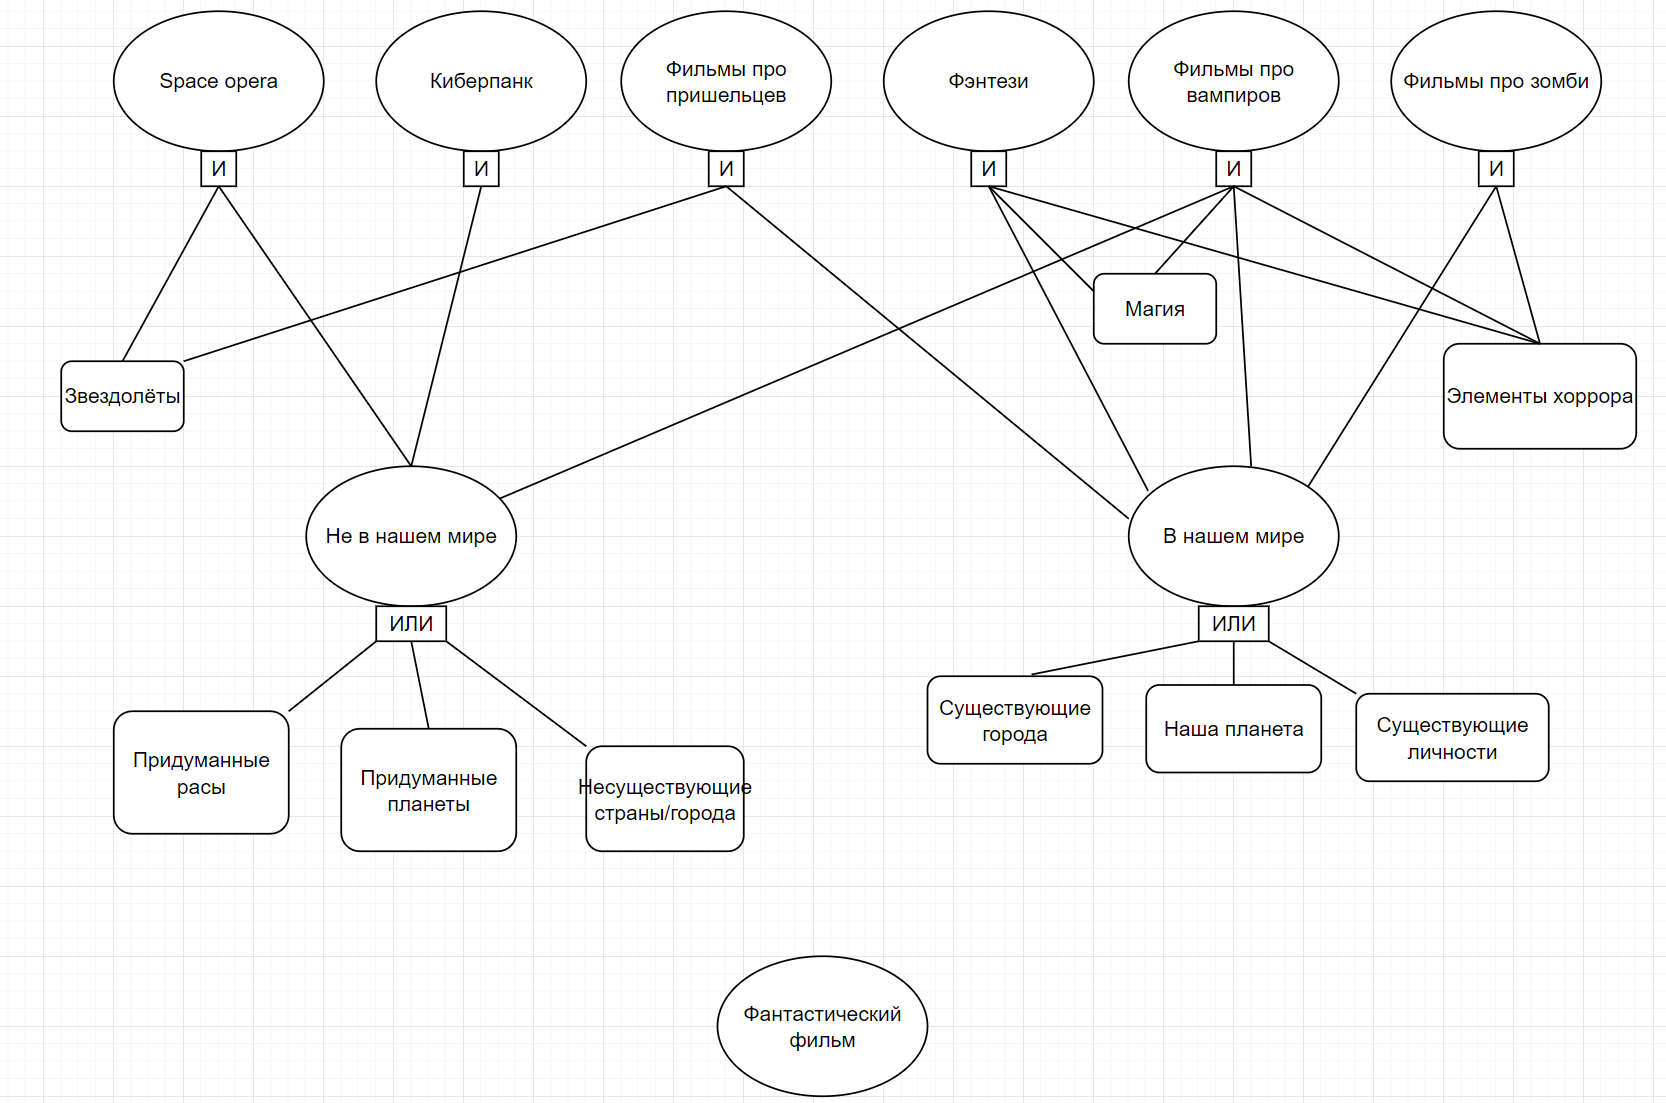 Space opera
Киберпанк
Фильмы про
пришельцев
Фэнтези
Фильмы про
вампиров
Фильмы про зомби
И
И
И
И
И
И
Магия
Звездолёты
Элементы хоррора
Не в нашем мире
В нашем мире
ИЛИ
ИЛИ
Придуманные
расы
Придуманные
планеты
Несуществующие
страны/города
Существующие
города
Наша планета
Существующие
личности
Фантастический
фильм